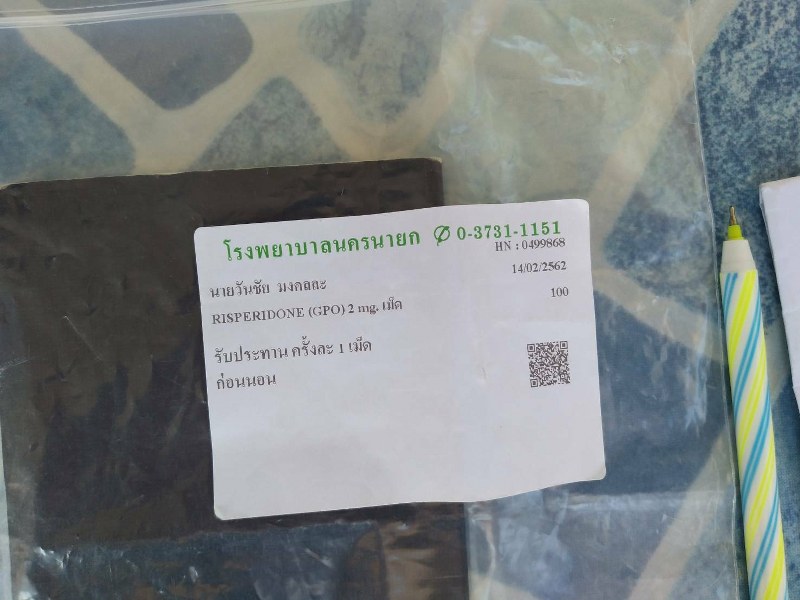 โรงพยาบาลนครนายก ✆ 0-3731-1151
HN : 0499868
นายวันชัย มงคลละ 14/02/2562
RISPERIDONE (GPO) 2 mg. เม็ด 100
รับประทาน ครั้งละ 1 เม็ด
ก่อนนอน